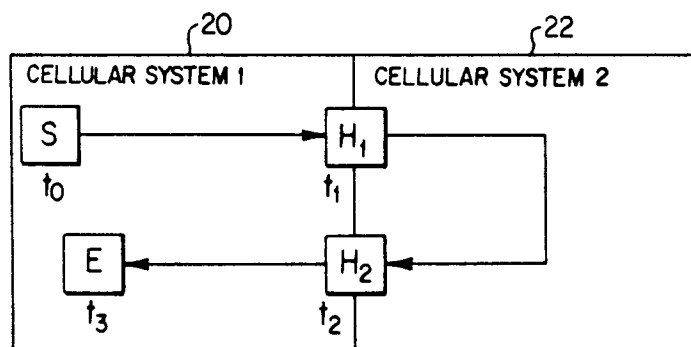 20
22
CELLULAR SYSTEM 1
CELLULAR SYSTEM 2
S
H₁
t₀
t₁
E
H₂
t₃
t₂